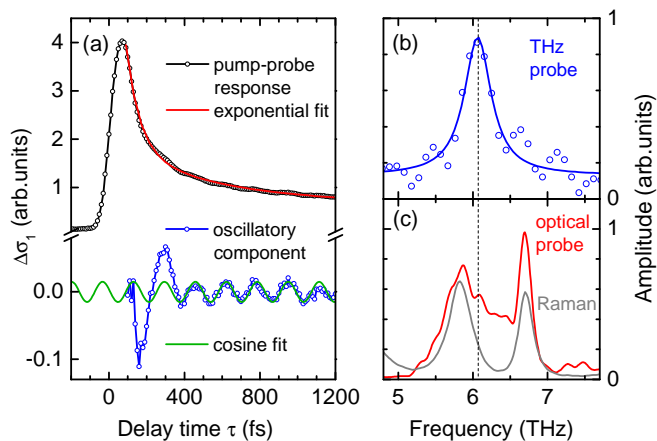 (a)
pump-probe
response
exponential fit
oscillatory
component
cosine fit
4
3
2
1
0.0
-0.1
Δσ₁ (arb.units)
0 400 800 1200
Delay time τ (fs)
(b)
THz
probe
1
0
(c)
optical
probe
Raman
1
0
Amplitude (arb.units)
5 6 7
Frequency (THz)